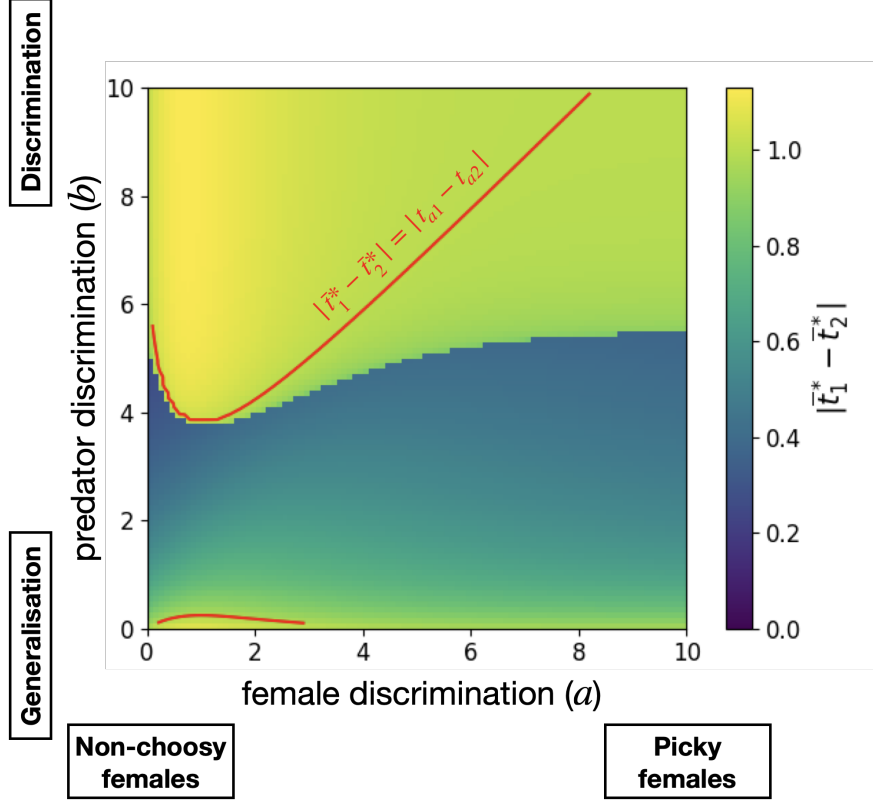 Discrimination
Generalisation
predator discrimination (b)
10
8
6
4
2
0
|t̄₁* − t̄₂*| = |tₐ₁ − tₐ₂|
0 2 4 6 8 10
female discrimination (a)
Non-choosy
females
Picky
females
1.0
0.8
0.6
0.4
0.2
0.0
|t̄₁* − t̄₂*|